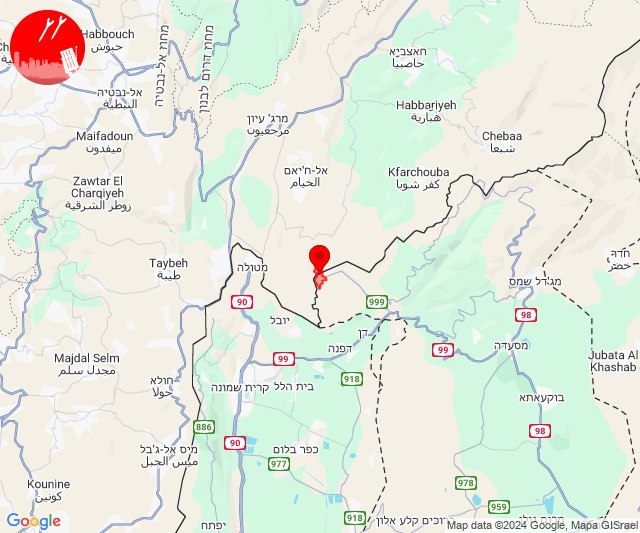 Habbouch
حبوش
מחוז אל-נבטיה
מחוז דרום לבנון
חאצביא
حاصبيا
אל-נבטיה
النبطية
Habbariyeh
هبارية
מרג' עיון
مرجعيون
Maifadoun
ميفدون
Chebaa
شبعا
אל-ח'יאם
الخيام
Kfarchouba
كفر شوبا
Zawtar El
Charqiyeh
زوطر الشرقية
חדר
حضر
Taybeh
طيبة
מטולה
מג'דל שמס
90
999
98
יובל
דן
דפנה
מסעדה
99
99
Majdal Selm
مجدل سلم
Jubata Al
Khashab
חולא
حولا
918
קרית שמונה
בית הלל
בוקעאתא
886
98
90
מיס אל-ג'בל
ميس الجبل
כפר בלום
977
Kounine
كونين
978
959
918
יפתח
Google
Map data ©2024 Google, Mapa GISrael